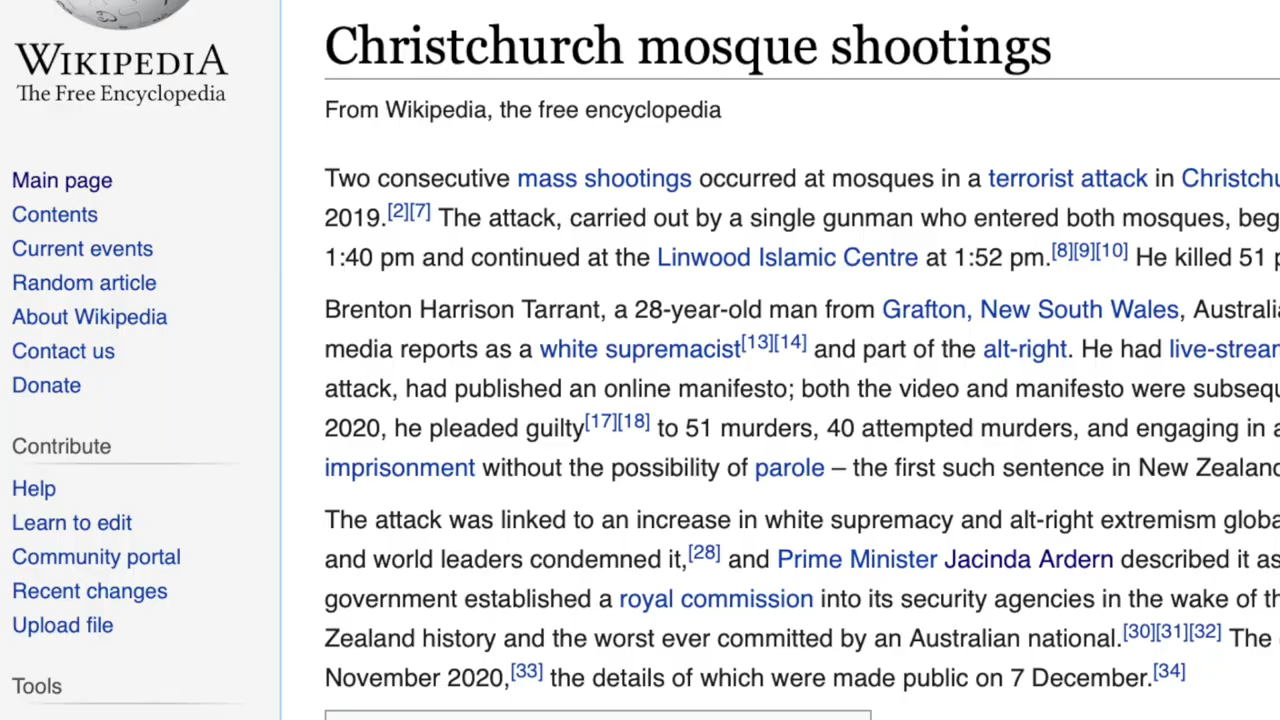 WIKIPEDIA
The Free Encyclopedia
Main page
Contents
Current events
Random article
About Wikipedia
Contact us
Donate
Contribute
Help
Learn to edit
Community portal
Recent changes
Upload file
Tools
Christchurch mosque shootings
From Wikipedia, the free encyclopedia
Two consecutive mass shootings occurred at mosques in a terrorist attack in
2019.[2][7] The attack, carried out by a single gunman who entered both mosques,
1:40 pm and continued at the Linwood Islamic Centre at 1:52 pm.[8][9][10] He killed 51
Brenton Harrison Tarrant, a 28-year-old man from Grafton, New South Wales,
media reports as a white supremacist[13][14] and part of the alt-right. He had
attack, had published an online manifesto; both the video and manifesto were
2020, he pleaded guilty[17][18] to 51 murders, 40 attempted murders, and engaging in
imprisonment without the possibility of parole – the first such sentence in New
The attack was linked to an increase in white supremacy and alt-right extremism
and world leaders condemned it,[28] and Prime Minister Jacinda Ardern described it as
government established a royal commission into its security agencies in the wake of
Zealand history and the worst ever committed by an Australian national.[30][31][32] The
November 2020,[33] the details of which were made public on 7 December.[34]